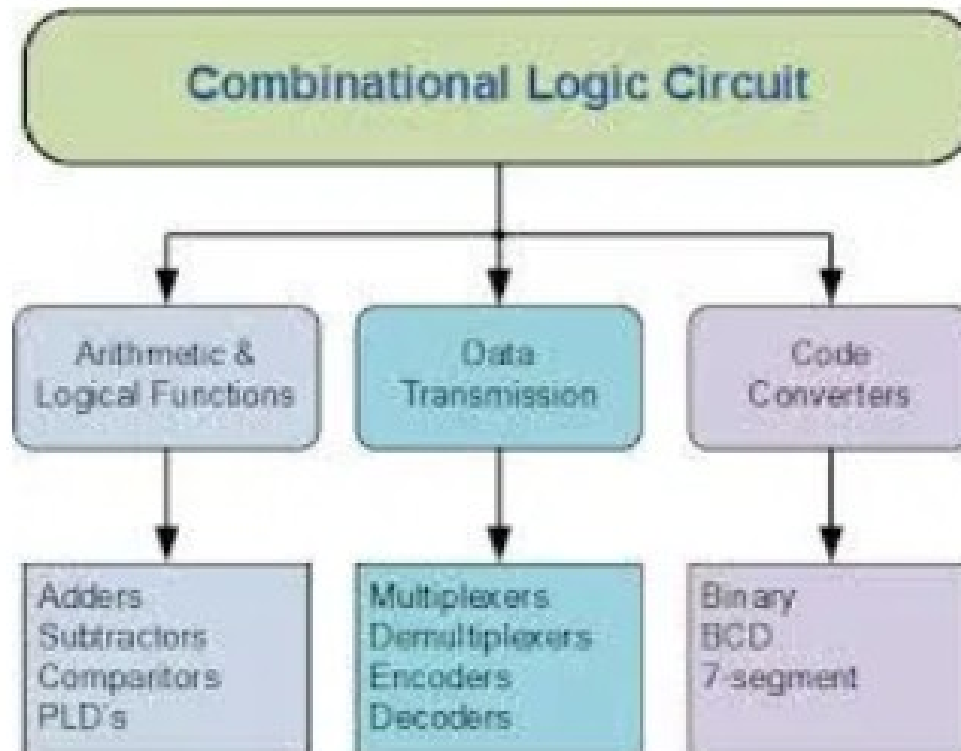 Combinational Logic Circuit
Arithmetic &
Logical Functions
Data
Transmission
Code
Converters
Adders
Subtractors
Comparitors
PLD's
Multiplexers
Demultiplexers
Encoders
Decoders
Binary
BCD
7-segment